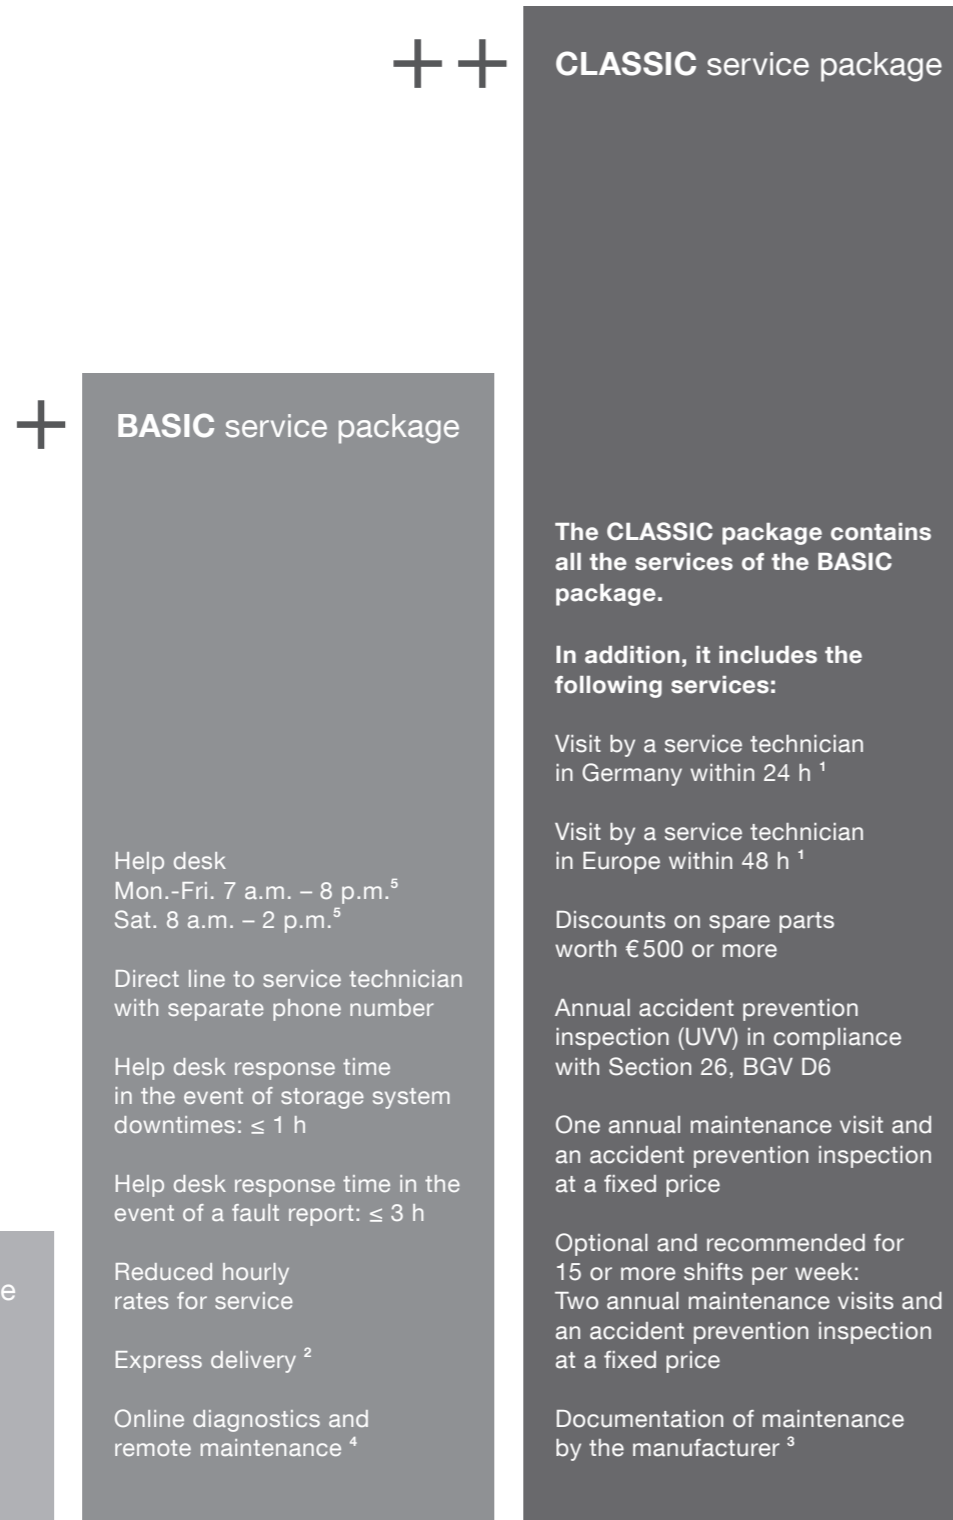 ++ CLASSIC service package
+ BASIC service package
The CLASSIC package contains
all the services of the BASIC
package.
In addition, it includes the
following services:
Visit by a service technician
in Germany within 24 h ¹
Visit by a service technician
in Europe within 48 h ¹
Discounts on spare parts
worth €500 or more
Annual accident prevention
inspection (UVV) in compliance
with Section 26, BGV D6
One annual maintenance visit and
an accident prevention inspection
at a fixed price
Optional and recommended for
15 or more shifts per week:
Two annual maintenance visits and
an accident prevention inspection
at a fixed price
Documentation of maintenance
by the manufacturer ³
Help desk
Mon.-Fri. 7 a.m. – 8 p.m.⁵
Sat. 8 a.m. – 2 p.m.⁵
Direct line to service technician
with separate phone number
Help desk response time
in the event of storage system
downtimes: ≤ 1 h
Help desk response time in the
event of a fault report: ≤ 3 h
Reduced hourly
rates for service
Express delivery ²
Online diagnostics and
remote maintenance ⁴
e